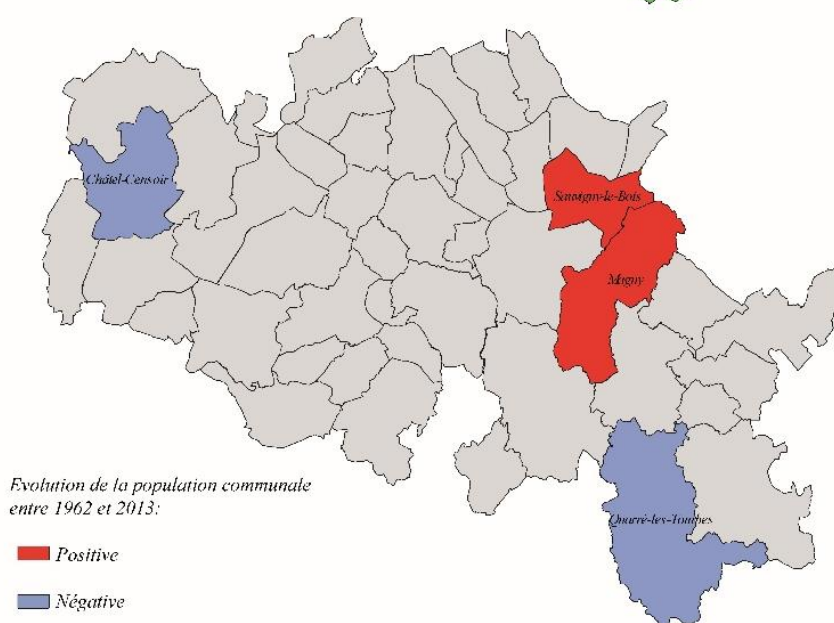 Châtel-Censoir
Sauvigny-le-Bois
Magny
Evolution de la population communale
entre 1962 et 2013:
Quarré-les-Tombes
Positive
Négative